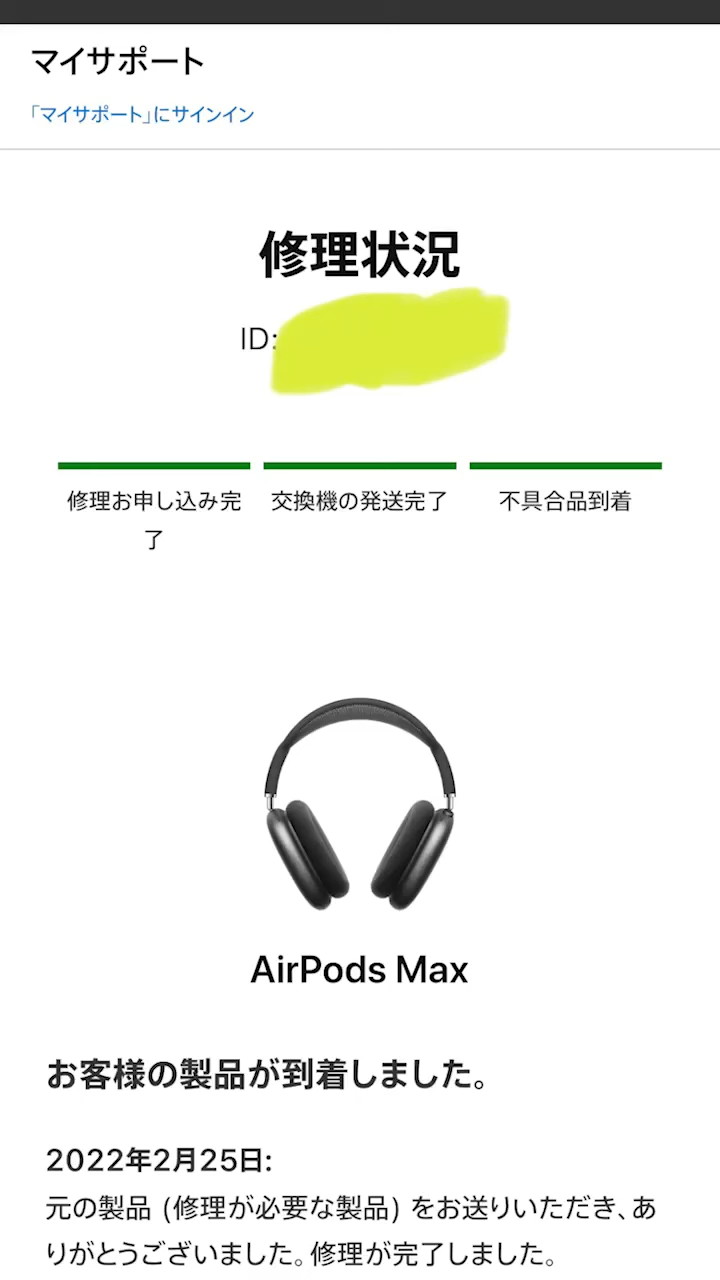 マイサポート
「マイサポート」にサインイン
修理状況
ID:
修理お申し込み完
了
交換機の発送完了
不具合品到着
AirPods Max
お客様の製品が到着しました。
2022年2月25日:
元の製品 (修理が必要な製品) をお送りいただき、あ
りがとうございました。修理が完了しました。